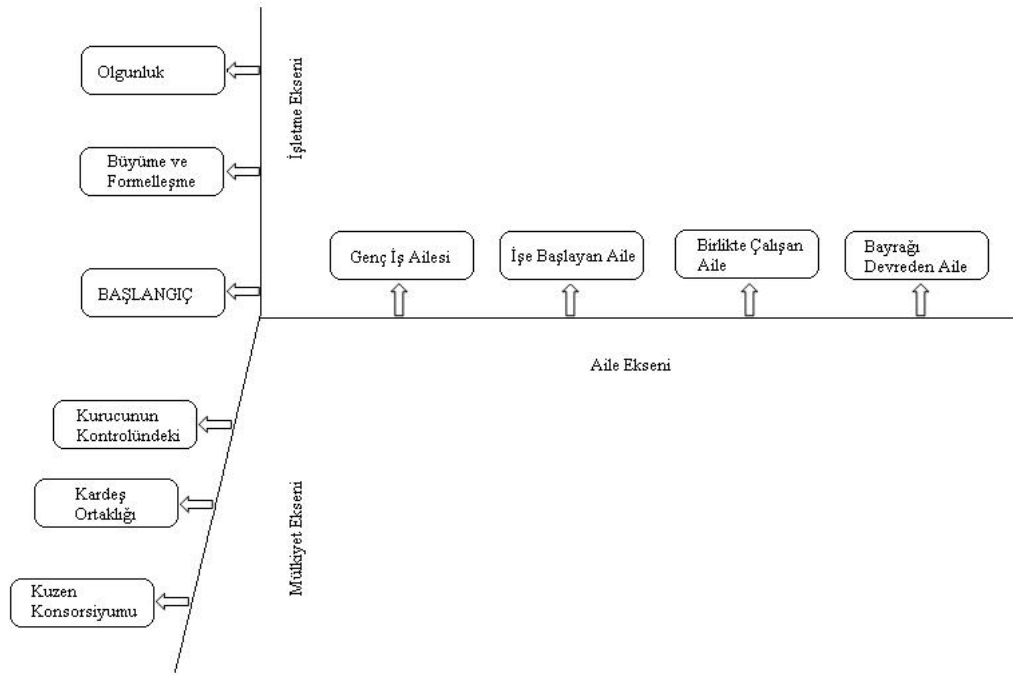 Olgunluk
İşletme Ekseni
Büyüme ve
Formelleşme
BAŞLANGIÇ
Genç İş Ailesi
İşe Başlayan Aile
Birlikte Çalışan
Aile
Bayrağı
Devreden Aile
Aile Ekseni
Kurucunun
Kontrolündeki
Kardeş
Ortaklığı
Mülkiyet Ekseni
Kuzen
Konsorsiyumu